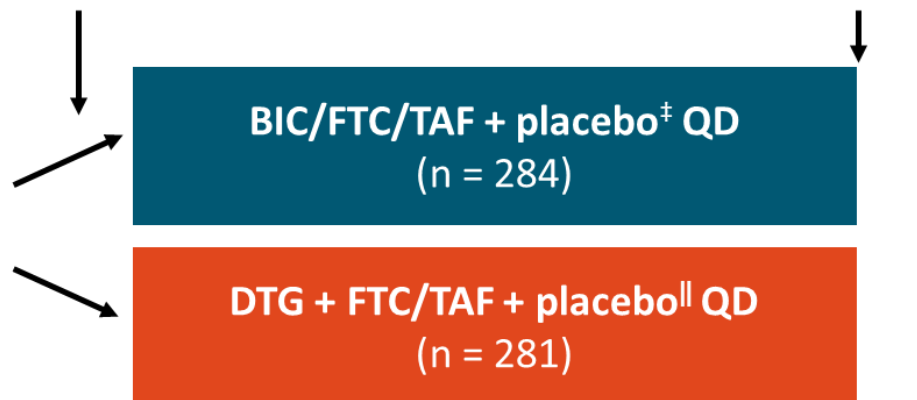 BIC/FTC/TAF + placebo‡ QD
(n = 284)
DTG + FTC/TAF + placebo‖ QD
(n = 281)